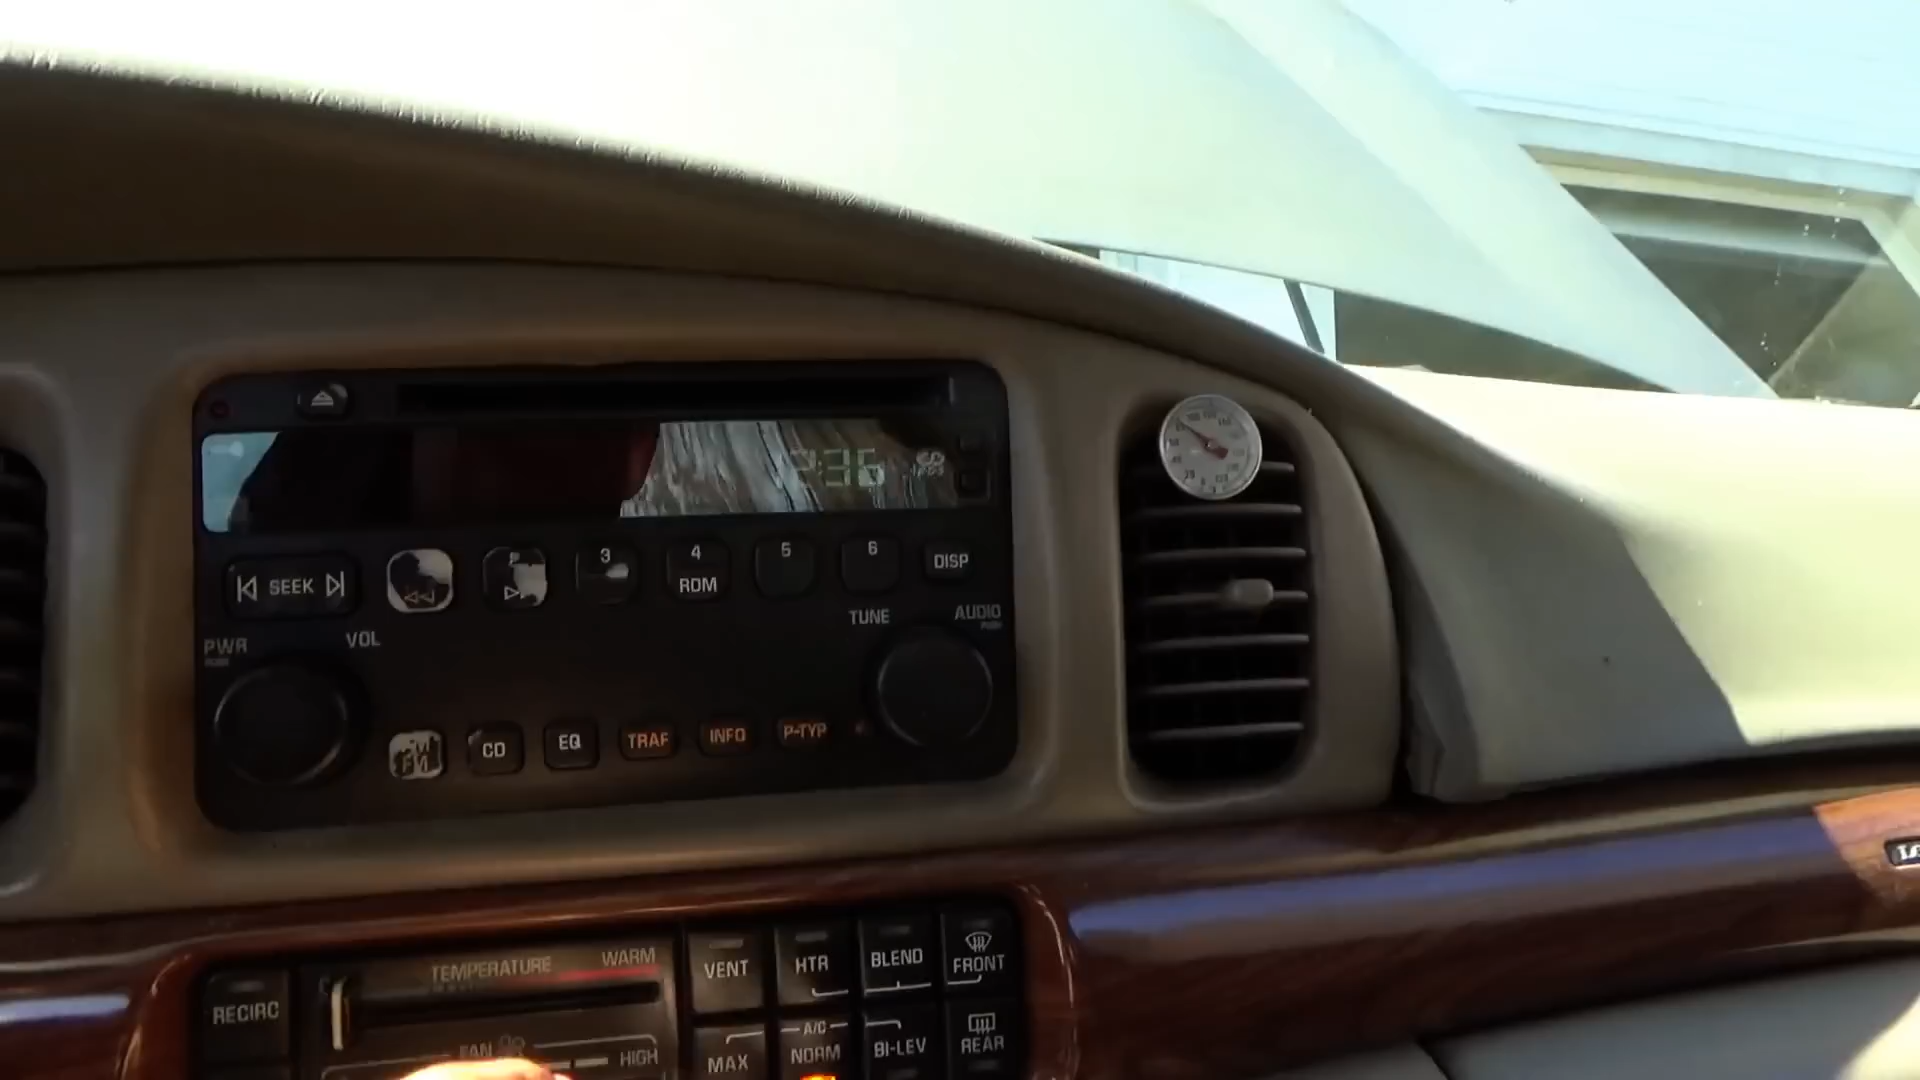 :36
SEEK
3
4
5
6
RDM
DISP
PWR
VOL
TUNE
AUDIO
FM
CD
EQ
TRAF
INFO
P-TYP
RECIRC
TEMPERATURE
WARM
VENT
HTR
BLEND
FRONT
FAN
HIGH
MAX
A/C
NORM
BI-LEV
REAR